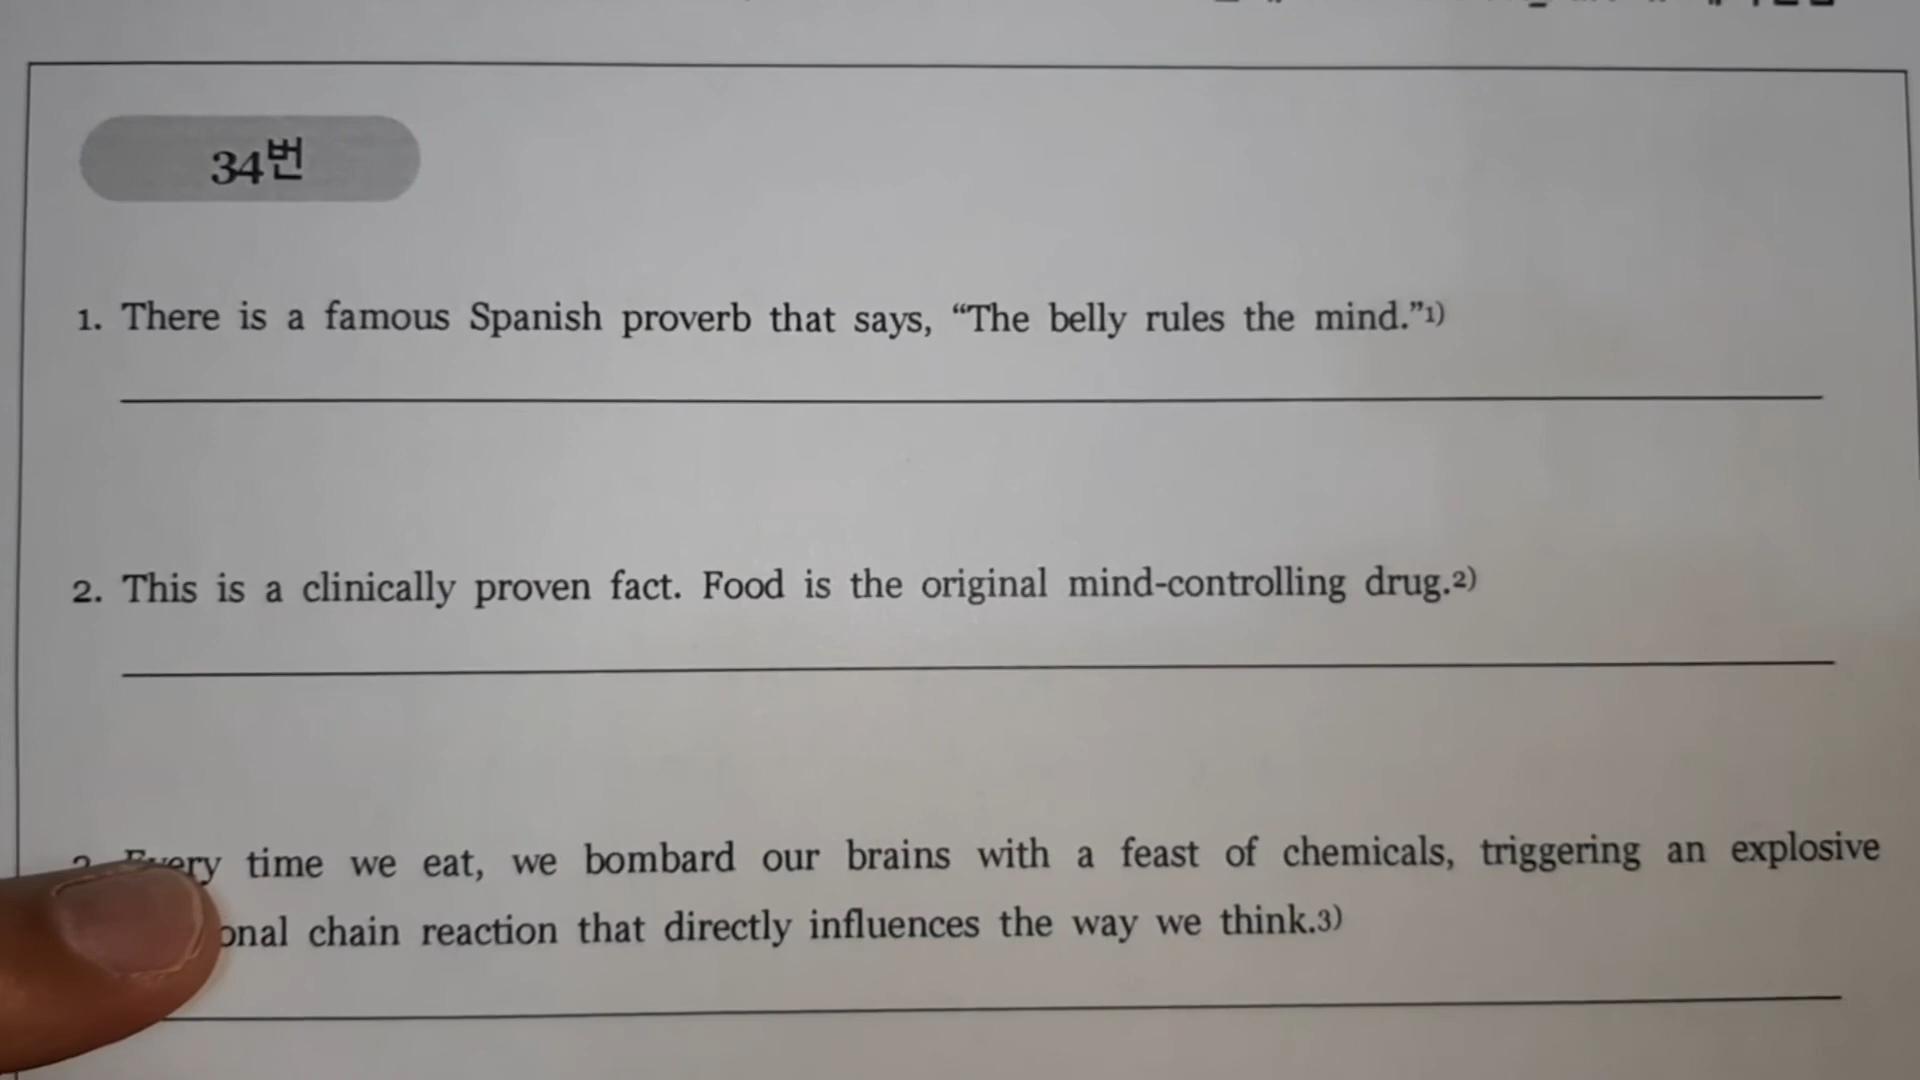 34번
1. There is a famous Spanish proverb that says, “The belly rules the mind.”1)
2. This is a clinically proven fact. Food is the original mind-controlling drug.2)
Every time we eat, we bombard our brains with a feast of chemicals, triggering an explosive
chain reaction that directly influences the way we think.3)